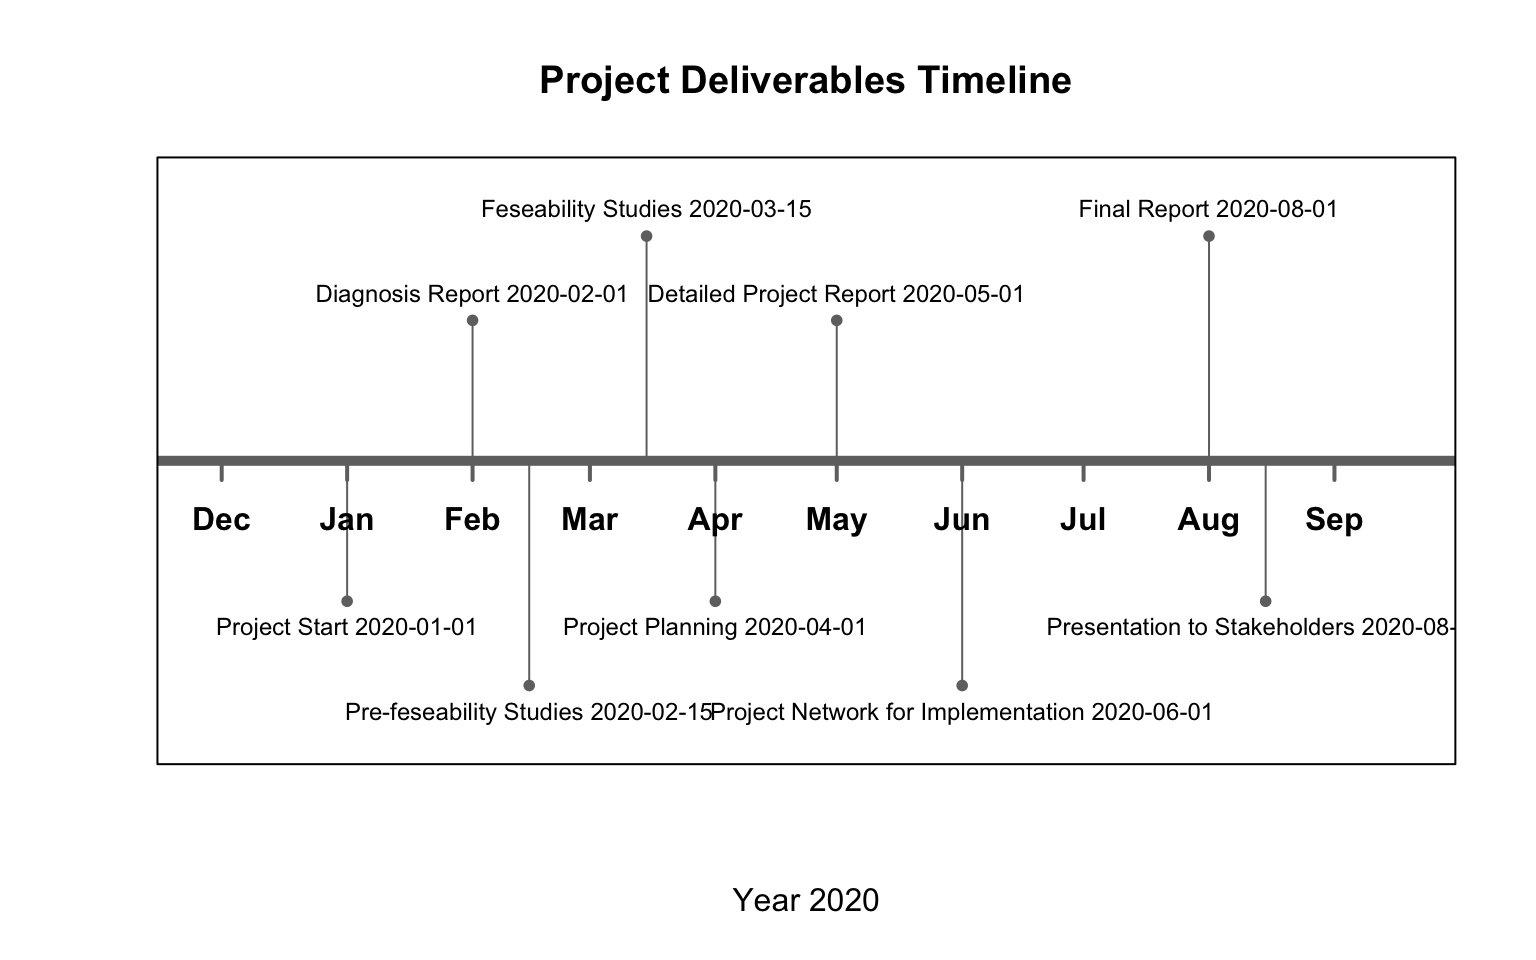 Project Deliverables Timeline
Feseability Studies 2020-03-15
Final Report 2020-08-01
Diagnosis Report 2020-02-01
Detailed Project Report 2020-05-01
Dec Jan Feb Mar Apr May Jun Jul Aug Sep
Project Start 2020-01-01
Project Planning 2020-04-01
Presentation to Stakeholders 2020-08-
Pre-feseability Studies 2020-02-15
Project Network for Implementation 2020-06-01
Year 2020